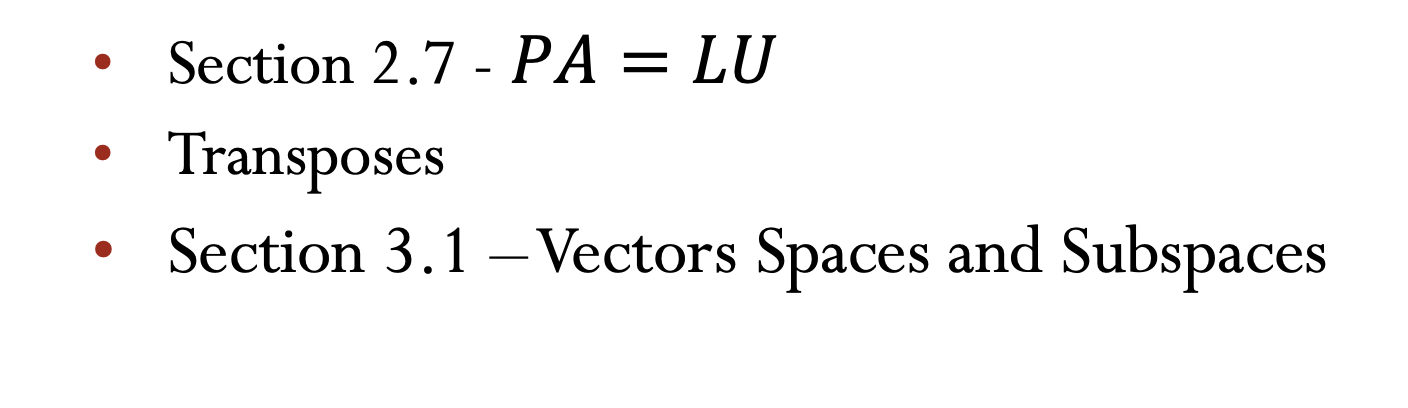 • Section 2.7 - PA = LU
• Transposes
• Section 3.1 – Vectors Spaces and Subspaces